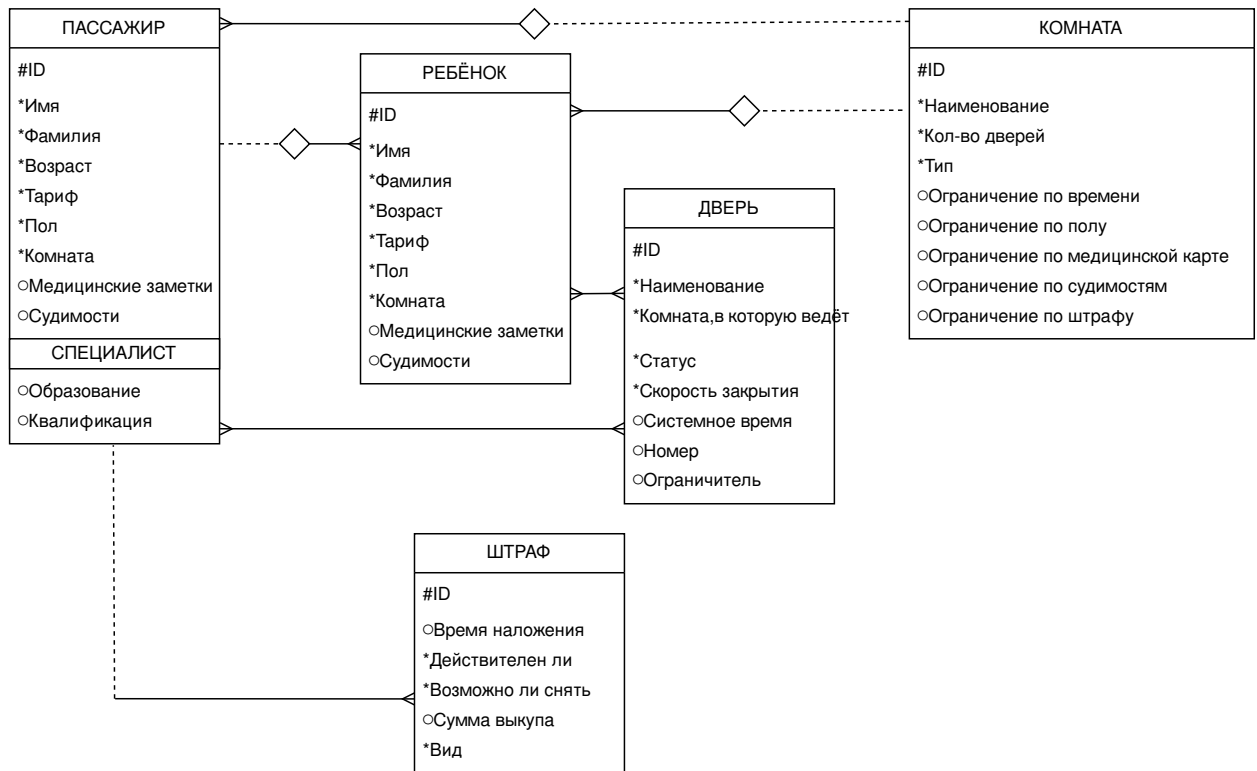 ПАССАЖИР
#ID
*Имя
*Фамилия
*Возраст
*Тариф
*Пол
*Комната
○Медицинские заметки
○Судимости
СПЕЦИАЛИСТ
○Образование
○Квалификация
РЕБЁНОК
#ID
*Имя
*Фамилия
*Возраст
*Тариф
*Пол
*Комната
○Медицинские заметки
○Судимости
ДВЕРЬ
#ID
*Наименование
*Комната,в которую ведёт
*Статус
*Скорость закрытия
○Системное время
○Номер
○Ограничитель
КОМНАТА
#ID
*Наименование
*Кол-во дверей
*Тип
○Ограничение по времени
○Ограничение по полу
○Ограничение по медицинской карте
○Ограничение по судимостям
○Ограничение по штрафу
ШТРАФ
#ID
○Время наложения
*Действителен ли
*Возможно ли снять
○Сумма выкупа
*Вид